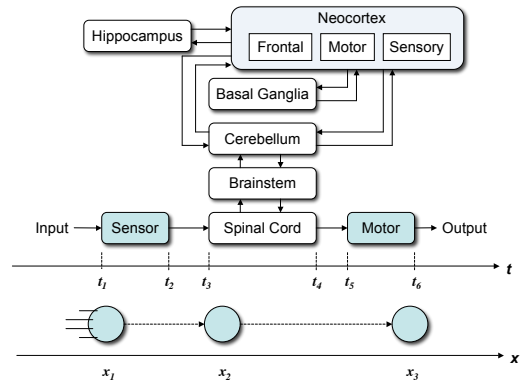 Neocortex
Hippocampus
Frontal Motor Sensory
Basal Ganglia
Cerebellum
Brainstem
Input Sensor Spinal Cord Motor Output
t
t1 t2 t3 t4 t5 t6
x
x1 x2 x3